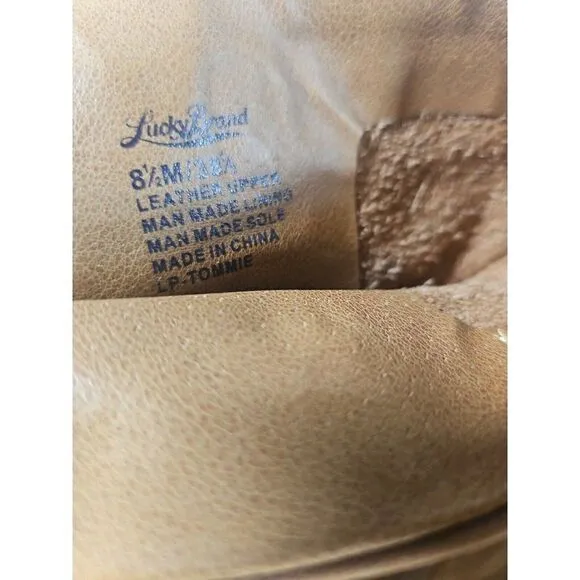 Lucky Brand
8½M/38½
LEATHER UPPER
MAN MADE LINING
MAN MADE SOLE
MADE IN CHINA
LP-TOMMIE